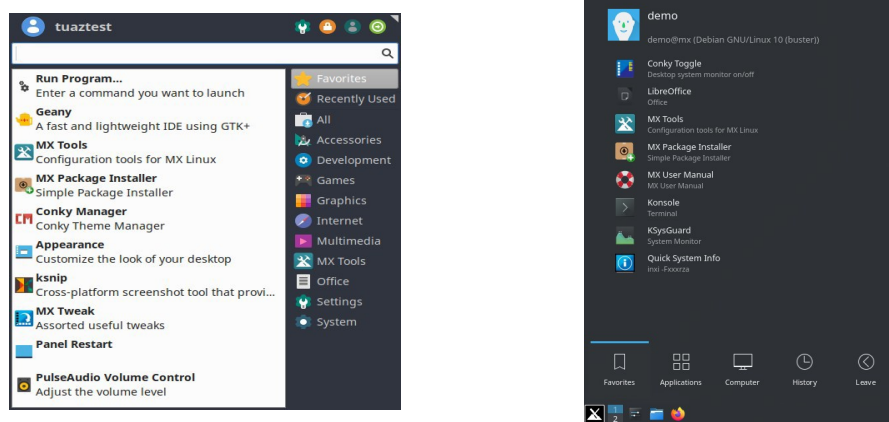 tuaztest
Run Program...
Enter a command you want to launch
Geany
A fast and lightweight IDE using GTK+
MX Tools
Configuration tools for MX Linux
MX Package Installer
Simple Package Installer
Conky Manager
Conky Theme Manager
Appearance
Customize the look of your desktop
ksnip
Cross-platform screenshot tool that provi...
MX Tweak
Assorted useful tweaks
Panel Restart
PulseAudio Volume Control
Adjust the volume level
Favorites
Recently Used
All
Accessories
Development
Games
Graphics
Internet
Multimedia
MX Tools
Office
Settings
System
demo
demo@mx (Debian GNU/Linux 10 (buster))
Conky Toggle
Desktop system monitor on/off
LibreOffice
Office
MX Tools
Configuration tools for MX Linux
MX Package Installer
Simple Package Installer
MX User Manual
MX User Manual
Konsole
Terminal
KSysGuard
System Monitor
Quick System Info
inxi -Fxxxrza
Favorites Applications Computer History Leave
1
2